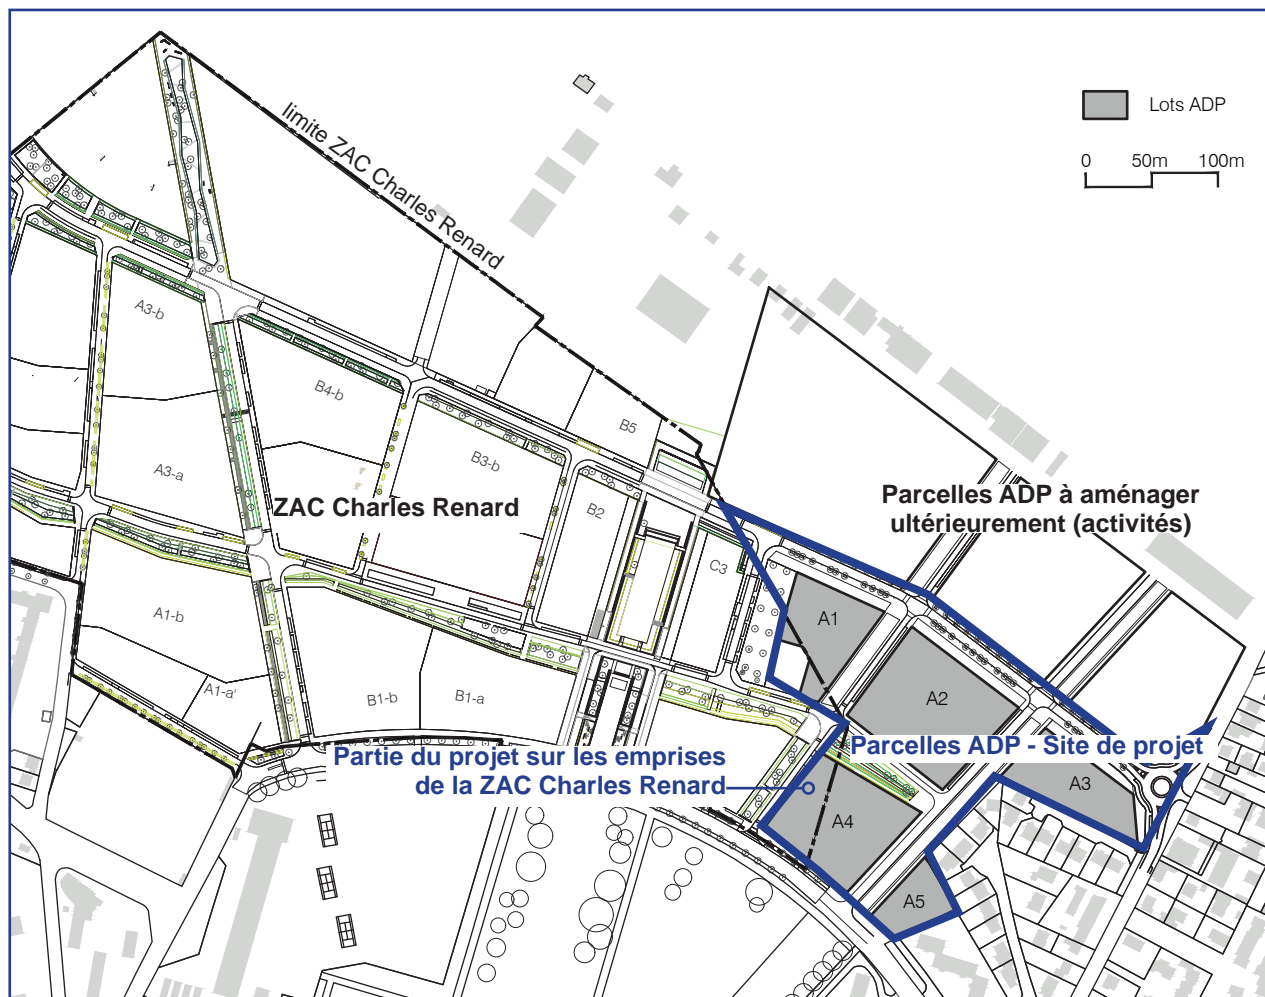 Lots ADP
0 50m 100m
limite ZAC Charles Renard
A3-b
B4-b
B5
A3-a
B3-b
ZAC Charles Renard
B2
Parcelles ADP à aménager
ultérieurement (activités)
C3
A1-b
A1
A1-a'
B1-b
B1-a
A2
Partie du projet sur les emprises
de la ZAC Charles Renard
Parcelles ADP - Site de projet
A3
A4
A5